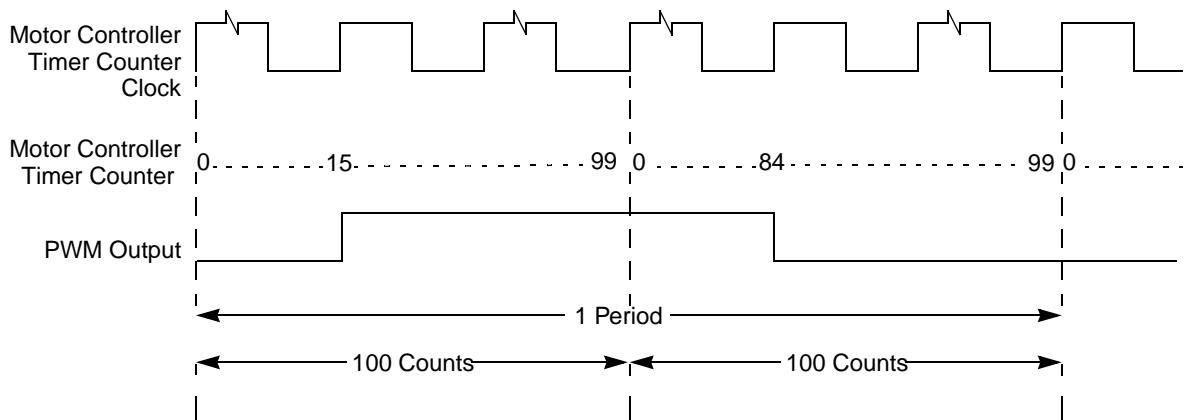 Motor Controller
Timer Counter
Clock
Motor Controller
Timer Counter
0 15 99 0 84 99 0
PWM Output
1 Period
100 Counts 100 Counts